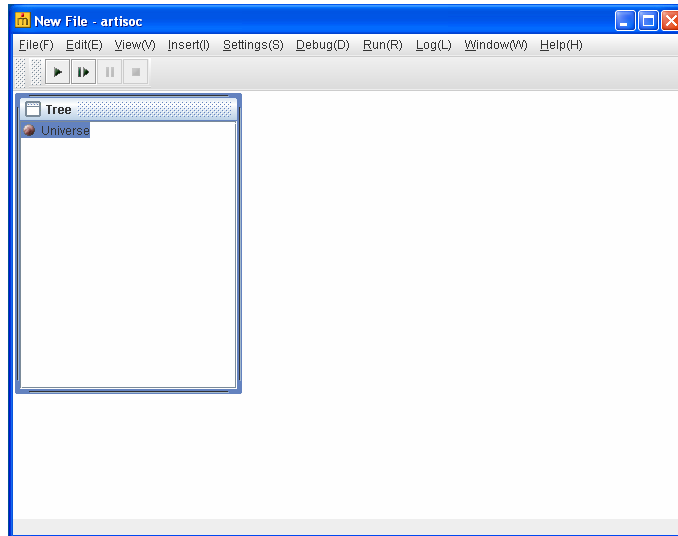 New File - artisoc
File(F) Edit(E) View(V) Insert(I) Settings(S) Debug(D) Run(R) Log(L) Window(W) Help(H)
Tree
Universe